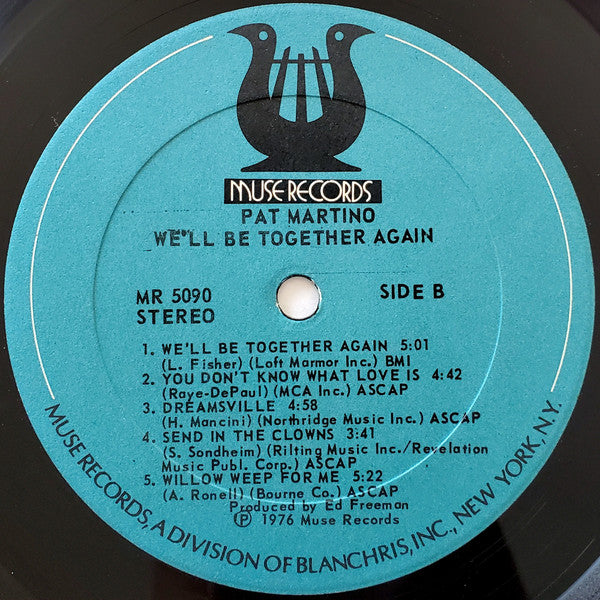 MUSE RECORDS
PAT MARTINO
WE'LL BE TOGETHER AGAIN
MR 5090
STEREO
SIDE B
1. WE'LL BE TOGETHER AGAIN 5:01
(L. Fisher) (Loft Marmor Inc.) BMI
2. YOU DON'T KNOW WHAT LOVE IS 4:42
(Raye-DePaul) (MCA Inc.) ASCAP
3. DREAMSVILLE 4:58
(H. Mancini) (Northridge Music Inc.) ASCAP
4. SEND IN THE CLOWNS 3:41
(S. Sondheim) (Rilting Music Inc./Revelation
Music Publ. Corp.) ASCAP
5. WILLOW WEEP FOR ME 5:22
(A. Ronell) (Bourne Co.) ASCAP
Produced by Ed Freeman
Ⓟ 1976 Muse Records
MUSE RECORDS, A DIVISION OF BLANCHRIS, INC., NEW YORK, N.Y.